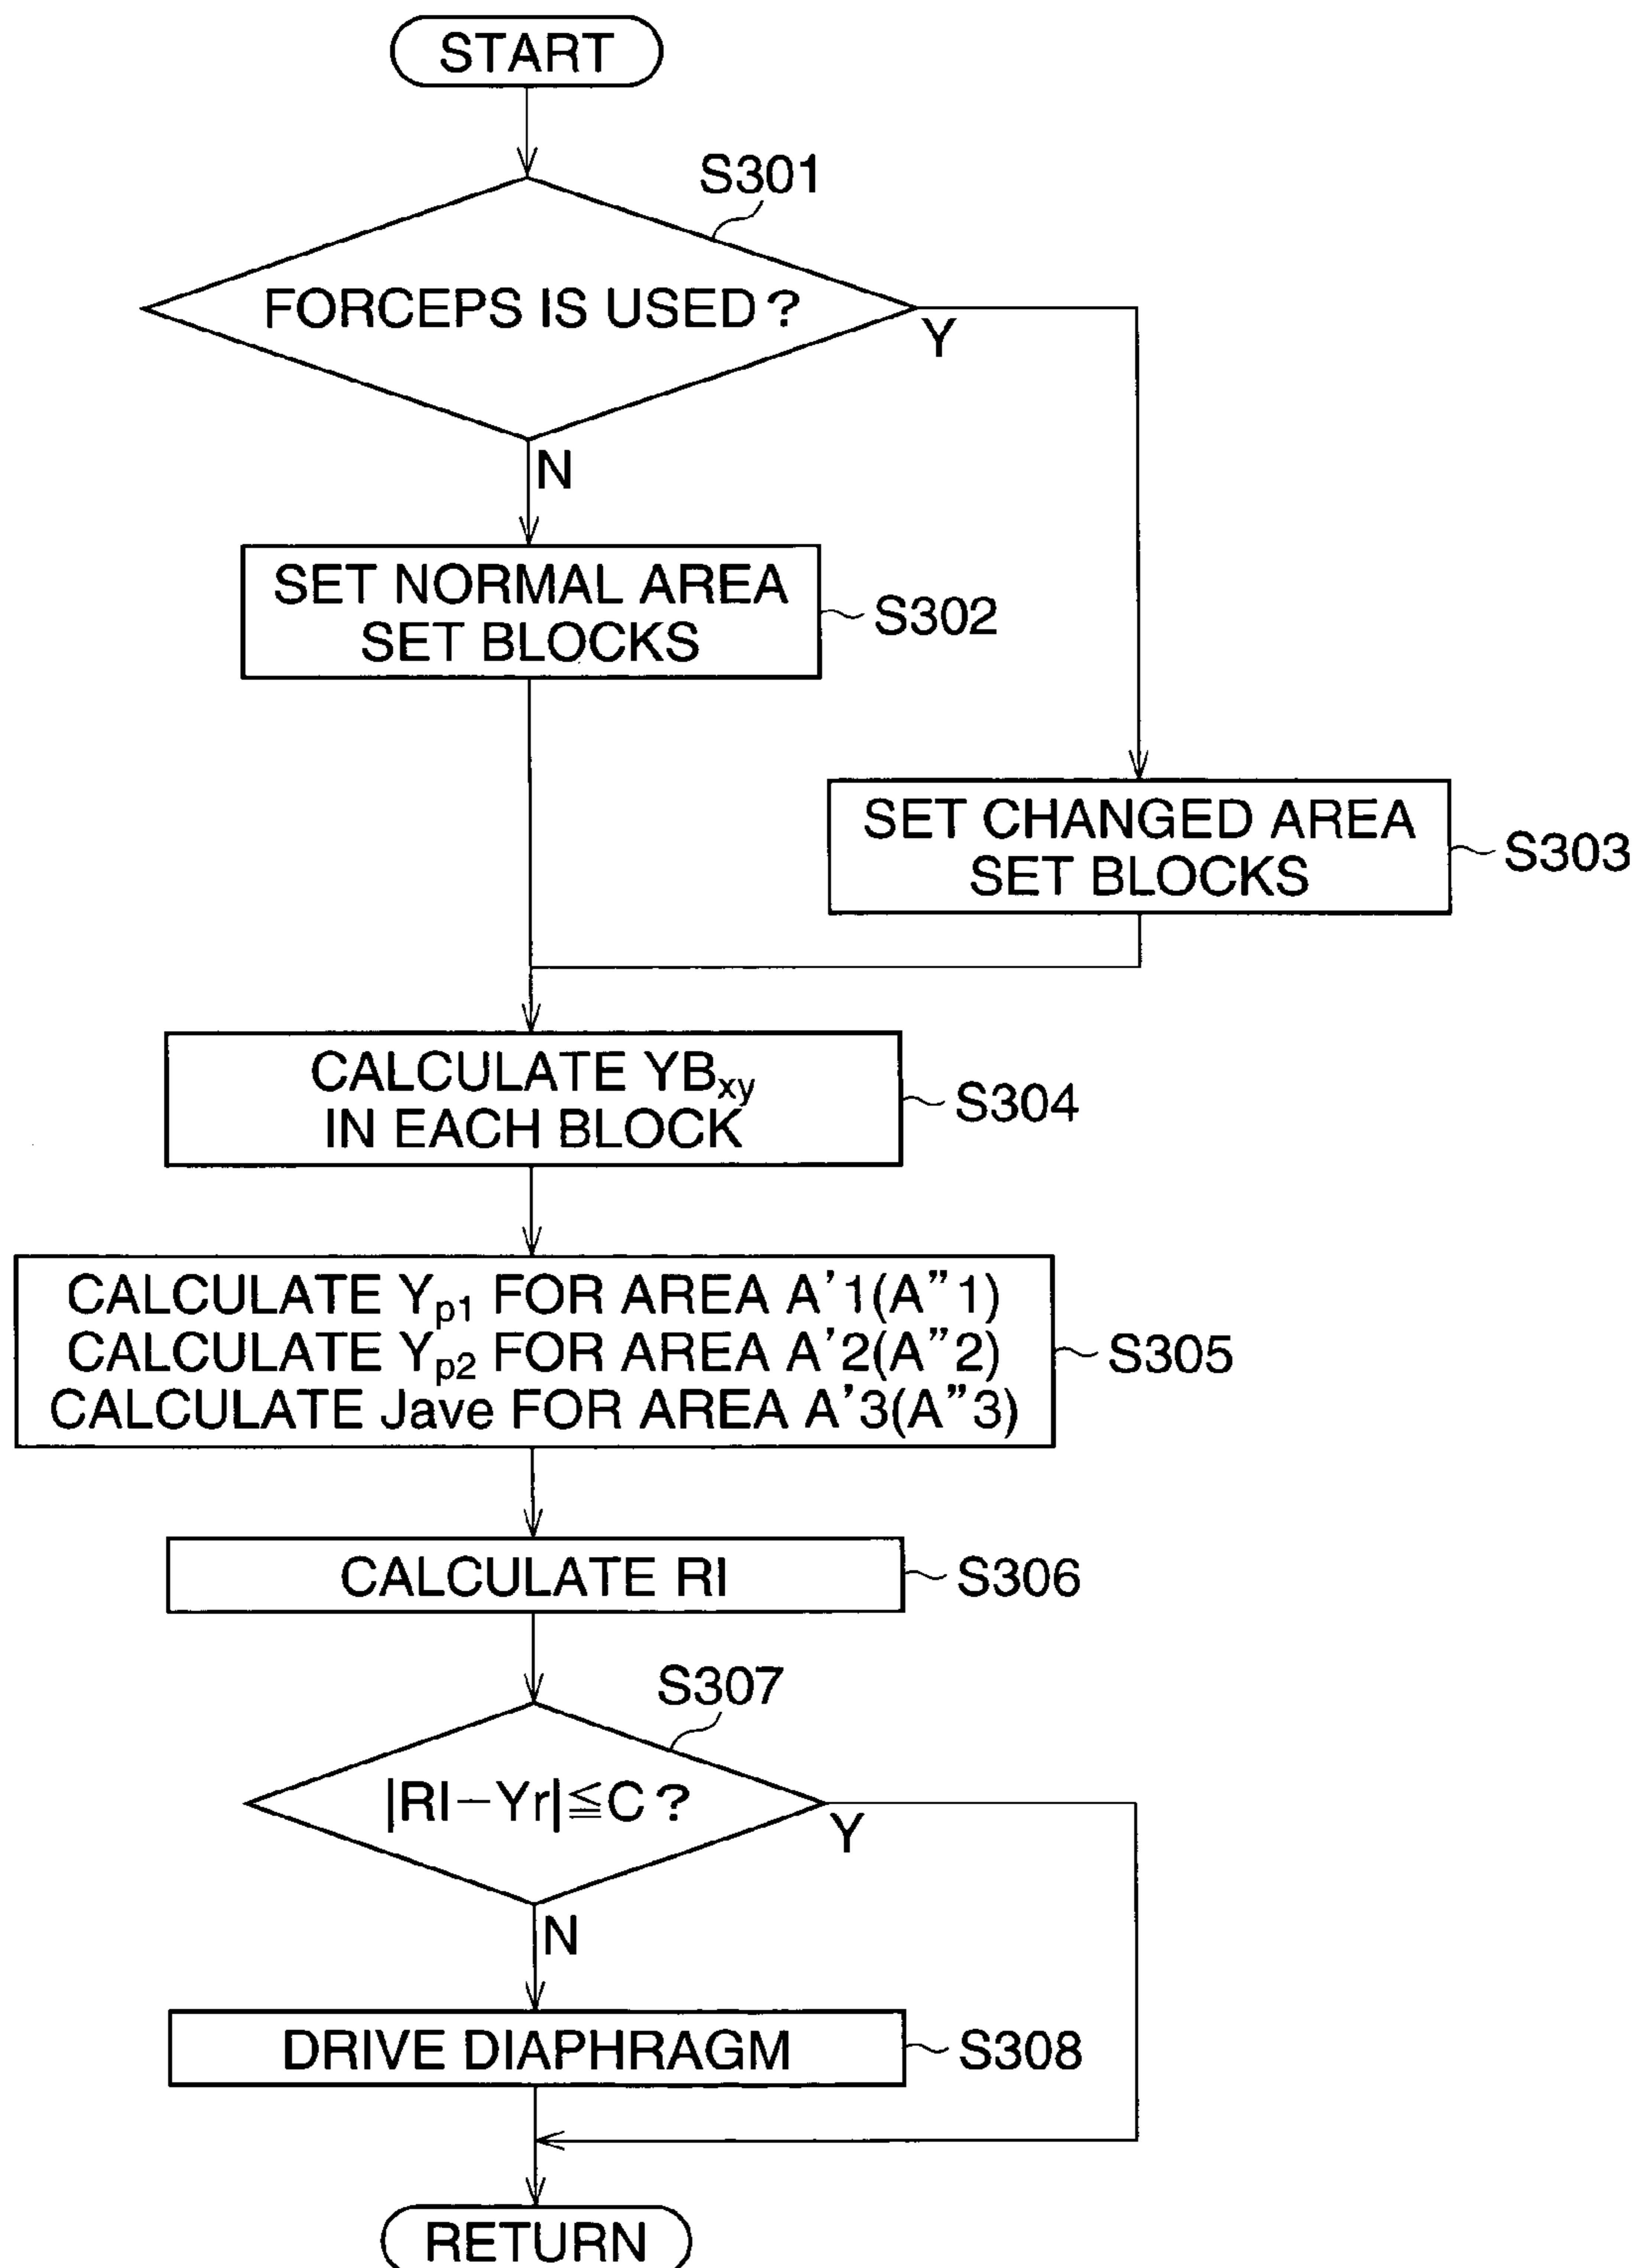 START
S301
FORCEPS IS USED?
Y
N
SET NORMAL AREA
SET BLOCKS
S302
SET CHANGED AREA
SET BLOCKS
S303
CALCULATE YBxy
IN EACH BLOCK
S304
CALCULATE Yp1 FOR AREA A’1(A”1)
CALCULATE Yp2 FOR AREA A’2(A”2)
CALCULATE Jave FOR AREA A’3(A”3)
S305
CALCULATE RI
S306
S307
|RI−Yr|≦C?
Y
N
DRIVE DIAPHRAGM
S308
RETURN